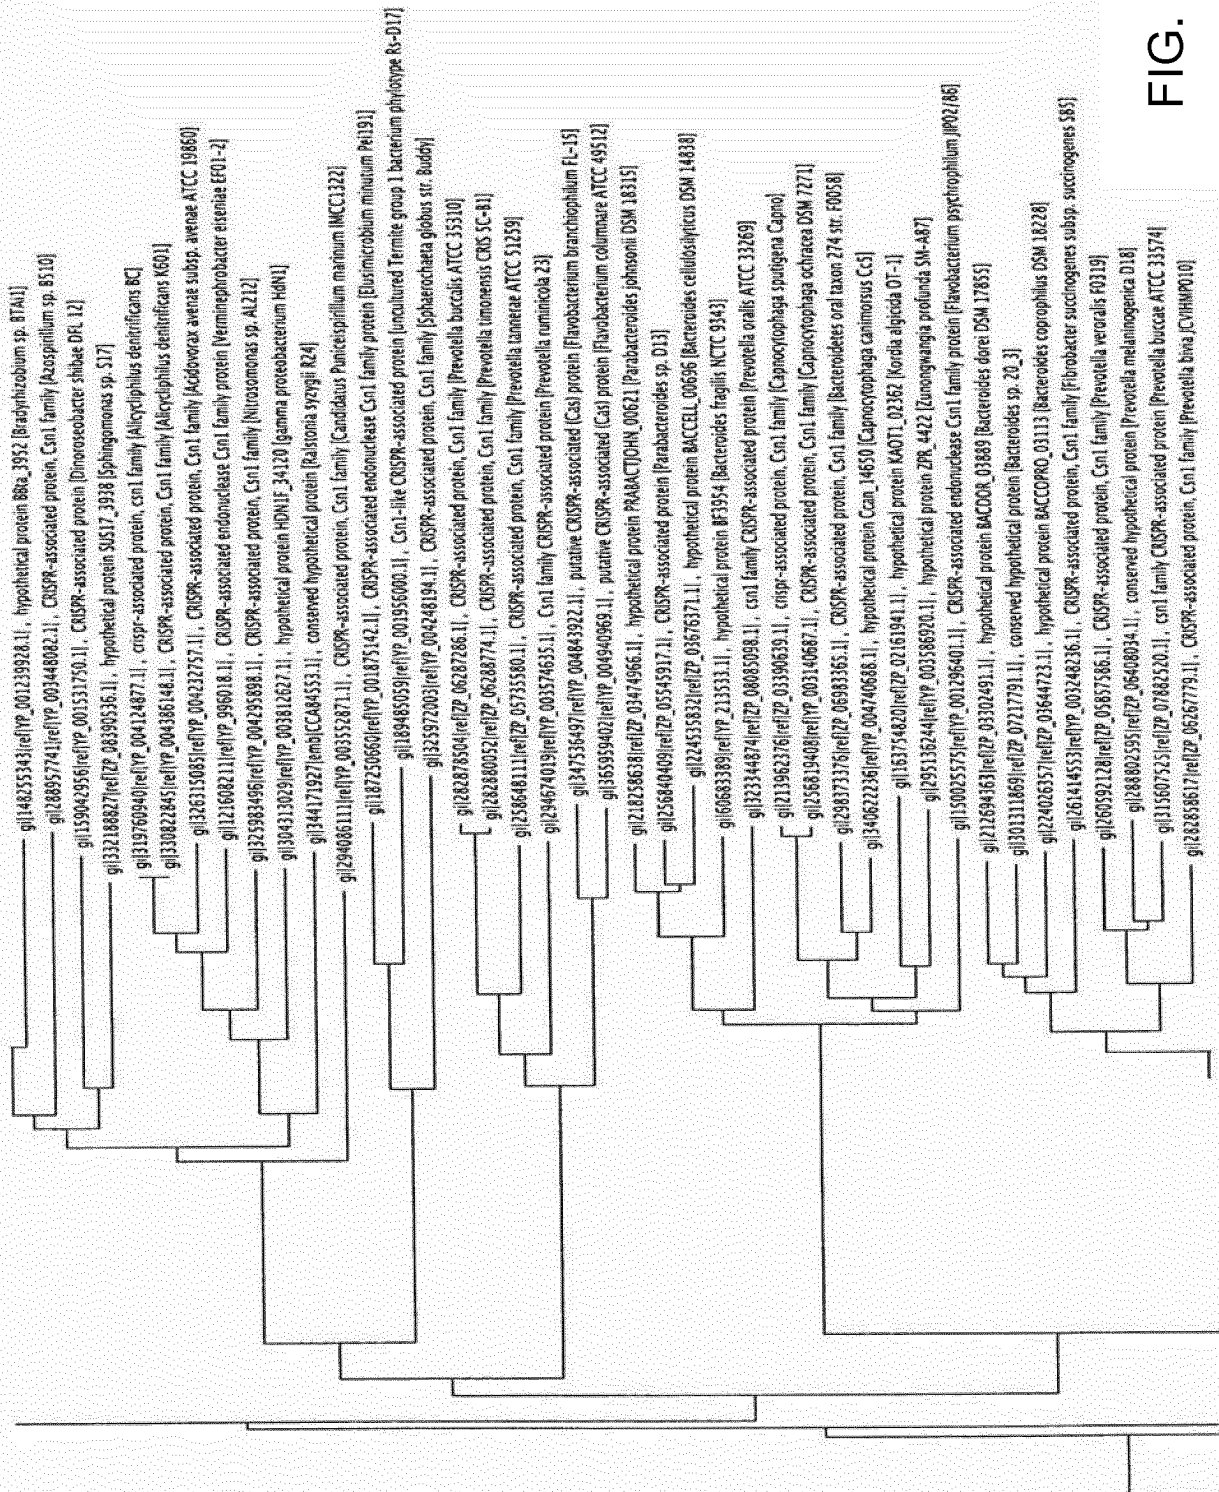 gi|148255343|ref|YP_001239928.1|, hypothetical protein BBta_3952 [Bradyrhizobium sp. BTAi1]
gi|288957741|ref|YP_003448082.1|, CRISPR-associated protein, Csn1 family [Azospirillum sp. B510]
gi|159042956|ref|YP_001531750.1|, CRISPR-associated protein [Dinoroseobacter shibae DFL 12]
gi|332188827|ref|ZP_08390536.1|, hypothetical protein SUS17_3938 [Sphingomonas sp. S17]
gi|319760940|ref|YP_004124877.1|, crispr-associated protein, csn1 family [Alicycliphilus denitrificans BC]
gi|330822845|ref|YP_004386148.1|, CRISPR-associated protein, Csn1 family [Alicycliphilus denitrificans K601]
gi|326315085|ref|YP_004232757.1|, CRISPR-associated protein, Csn1 family [Acidovorax avenae subsp. avenae ATCC 19860]
gi|121608211|ref|YP_996018.1|, CRISPR-associated endonuclease Csn1 family protein [Verminephrobacter eiseniae EF01-2]
gi|325983496|ref|YP_004295898.1|, CRISPR-associated protein, Csn1 family [Nitrosomonas sp. AL212]
gi|304313029|ref|YP_003812627.1|, hypothetical protein HDN1F_34120 [gamma proteobacterium HdN1]
gi|344171927|emb|CCA84553.1|, conserved hypothetical protein [Ralstonia syzygii R24]
gi|294086111|ref|YP_003552871.1|, CRISPR-associated protein, Csn1 family [Candidatus Puniceispirillum marinum IMCC1322]
gi|187250660|ref|YP_001875142.1|, CRISPR-associated endonuclease Csn1 family protein [Elusimicrobium minutum Pei191]
gi|189485059|ref|YP_001956000.1|, Csn1-like CRISPR-associated protein [uncultured Termite group 1 bacterium phylotype Rs-D17]
gi|325972003|ref|YP_004248194.1|, CRISPR-associated protein, Csn1 family [Sphaerochaeta globus str. Buddy]
gi|282878504|ref|ZP_06287286.1|, CRISPR-associated protein, Csn1 family [Prevotella buccalis ATCC 35310]
gi|282880052|ref|ZP_06288774.1|, CRISPR-associated protein, Csn1 family [Prevotella timonensis CRIS 5C-B1]
gi|258648111|ref|ZP_05735580.1|, CRISPR-associated protein, Csn1 family [Prevotella tannerae ATCC 51259]
gi|294674019|ref|YP_003574635.1|, Csn1 family CRISPR-associated protein [Prevotella ruminicola 23]
gi|347536497|ref|YP_004843922.1|, putative CRISPR-associated (Cas) protein [Flavobacterium branchiophilum FL-15]
gi|365959402|ref|YP_004940969.1|, putative CRISPR-associated (Cas) protein [Flavobacterium columnare ATCC 49512]
gi|218258638|ref|ZP_03474966.1|, hypothetical protein PRABACTJOHN_00621 [Parabacteroides johnsonii DSM 18315]
gi|256840409|ref|ZP_05545917.1|, CRISPR-associated protein [Parabacteroides sp. D13]
gi|224535832|ref|ZP_03676371.1|, hypothetical protein BACCELL_00696 [Bacteroides cellulosilyticus DSM 14838]
gi|60683389|ref|YP_213533.1|, hypothetical protein BF3954 [Bacteroides fragilis NCTC 9343]
gi|323344874|ref|ZP_08085098.1|, csn1 family CRISPR-associated protein [Prevotella oralis ATCC 33269]
gi|213962376|ref|ZP_03390639.1|, crispr-associated protein, Csn1 family [Capnocytophaga sputigena Capno]
gi|256819408|ref|YP_003140687.1|, CRISPR-associated protein, Csn1 family [Capnocytophaga ochracea DSM 7271]
gi|298373376|ref|ZP_06983365.1|, CRISPR-associated protein, Csn1 family [Bacteroidetes oral taxon 274 str. F0058]
gi|340622236|ref|YP_004740688.1|, hypothetical protein Ccan_14650 [Capnocytophaga canimorsus Cc5]
gi|163754820|ref|ZP_02161941.1|, hypothetical protein KAOT1_02362 [Kordia algicida OT-1]
gi|295136244|ref|YP_003586920.1|, hypothetical protein ZPR_4422 [Zunongwangia profunda SM-A87]
gi|150025575|ref|YP_001296401.1|, CRISPR-associated endonuclease Csn1 family protein [Flavobacterium psychrophilum JIP02/86]
gi|212694363|ref|ZP_03302491.1|, hypothetical protein BACDOR_03889 [Bacteroides dorei DSM 17855]
gi|301311869|ref|ZP_07217791.1|, conserved hypothetical protein [Bacteroides sp. 20_3]
gi|224026357|ref|ZP_03644723.1|, hypothetical protein BACCOPRO_03113 [Bacteroides coprophilus DSM 18228]
gi|261414553|ref|YP_003248236.1|, CRISPR-associated protein, Csn1 family [Fibrobacter succinogenes subsp. succinogenes S85]
gi|260592128|ref|ZP_05857586.1|, CRISPR-associated protein, Csn1 family [Prevotella veroralis F0319]
gi|288802595|ref|ZP_06408034.1|, conserved hypothetical protein [Prevotella melaninogenica D18]
gi|315607525|ref|ZP_07882520.1|, csn1 family CRISPR-associated protein [Prevotella buccae ATCC 33574]
gi|282858617|ref|ZP_06267779.1|, CRISPR-associated protein, Csn1 family [Prevotella bivia JCVIHMP010]
FIG.